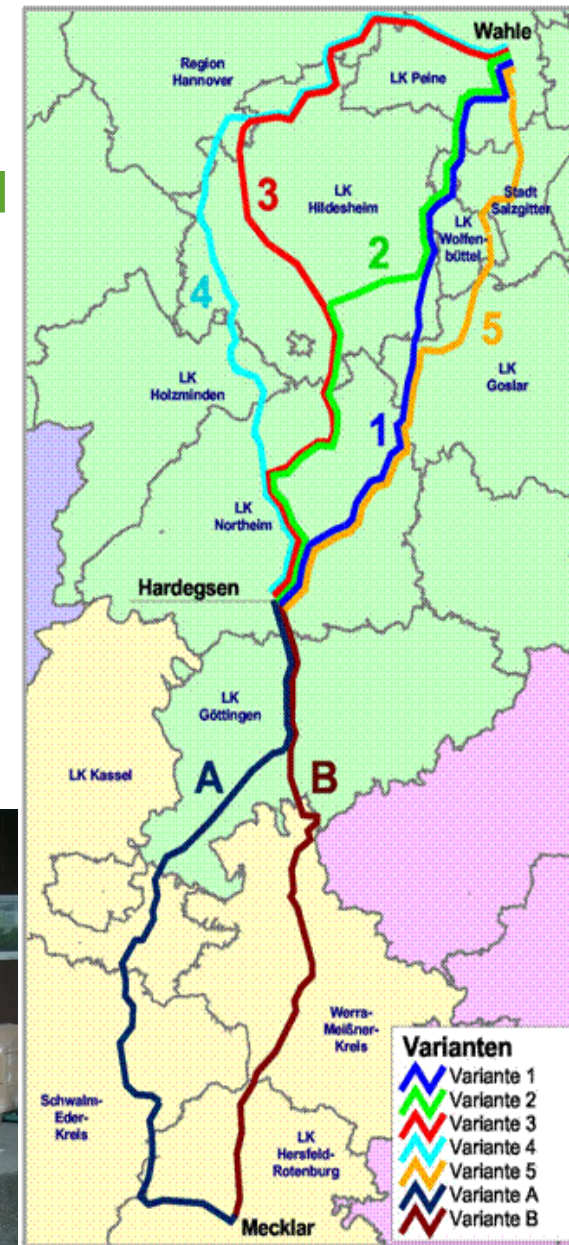 Wahle
Region
Hannover
LK Peine
3
LK
Hildesheim
Stadt
Salzgitter
LK
Wolfen-
büttel
2
4
5
LK
Goslar
LK
Holzminden
1
LK
Northeim
Hardegsen
LK
Göttingen
LK Kassel
A
B
Werra-
Meißner-
Kreis
Schwalm-
Eder-
Kreis
LK
Hersfeld-
Rotenburg
Mecklar
Varianten
Variante 1
Variante 2
Variante 3
Variante 4
Variante 5
Variante A
Variante B